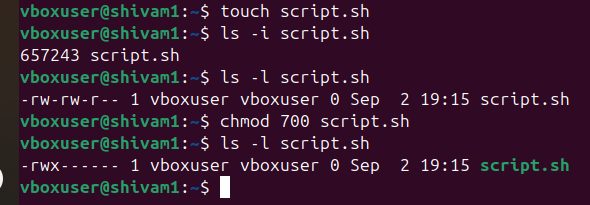 vboxuser@shivam1:~$ touch script.sh
vboxuser@shivam1:~$ ls -i script.sh
657243 script.sh
vboxuser@shivam1:~$ ls -l script.sh
-rw-rw-r-- 1 vboxuser vboxuser 0 Sep  2 19:15 script.sh
vboxuser@shivam1:~$ chmod 700 script.sh
vboxuser@shivam1:~$ ls -l script.sh
-rwx------ 1 vboxuser vboxuser 0 Sep  2 19:15 script.sh
vboxuser@shivam1:~$